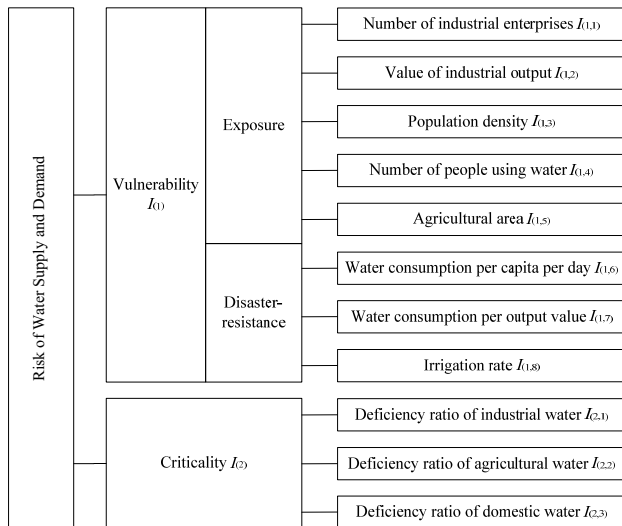 Risk of Water Supply and Demand
Vulnerability
I(1)
Exposure
Disaster-
resistance
Number of industrial enterprises I(1,1)
Value of industrial output I(1,2)
Population density I(1,3)
Number of people using water I(1,4)
Agricultural area I(1,5)
Water consumption per capita per day I(1,6)
Water consumption per output value I(1,7)
Irrigation rate I(1,8)
Criticality I(2)
Deficiency ratio of industrial water I(2,1)
Deficiency ratio of agricultural water I(2,2)
Deficiency ratio of domestic water I(2,3)